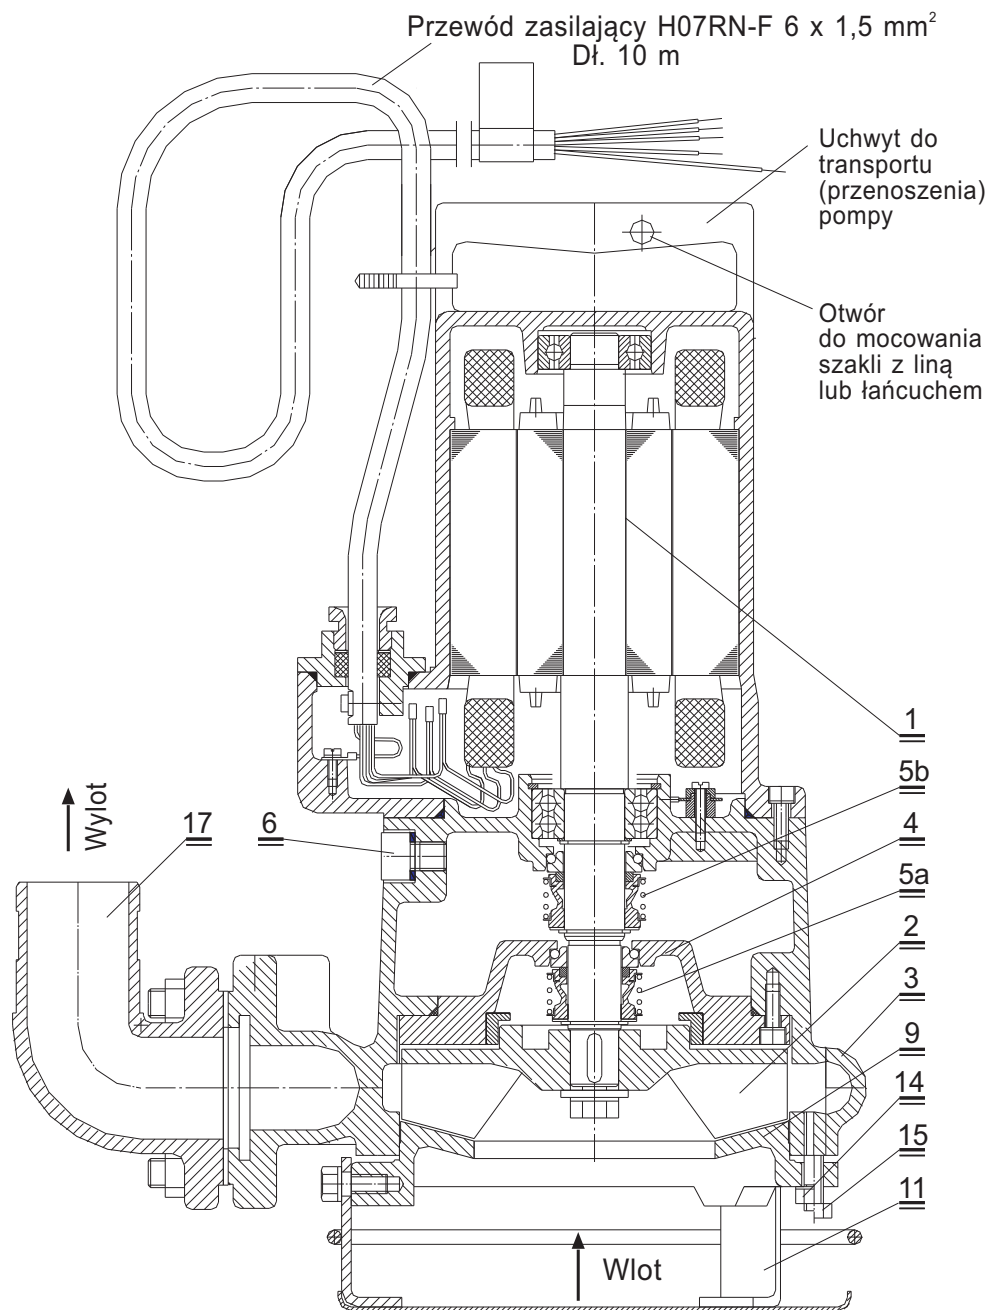 Przewód zasilający H07RN-F 6 x 1,5 mm²
Dł. 10 m
Uchwyt do
transportu
(przenoszenia)
pompy
Otwór
do mocowania
szakli z liną
lub łańcuchem
1
5b
4
5a
2
3
9
14
15
11
Wylot
17
6
Wlot